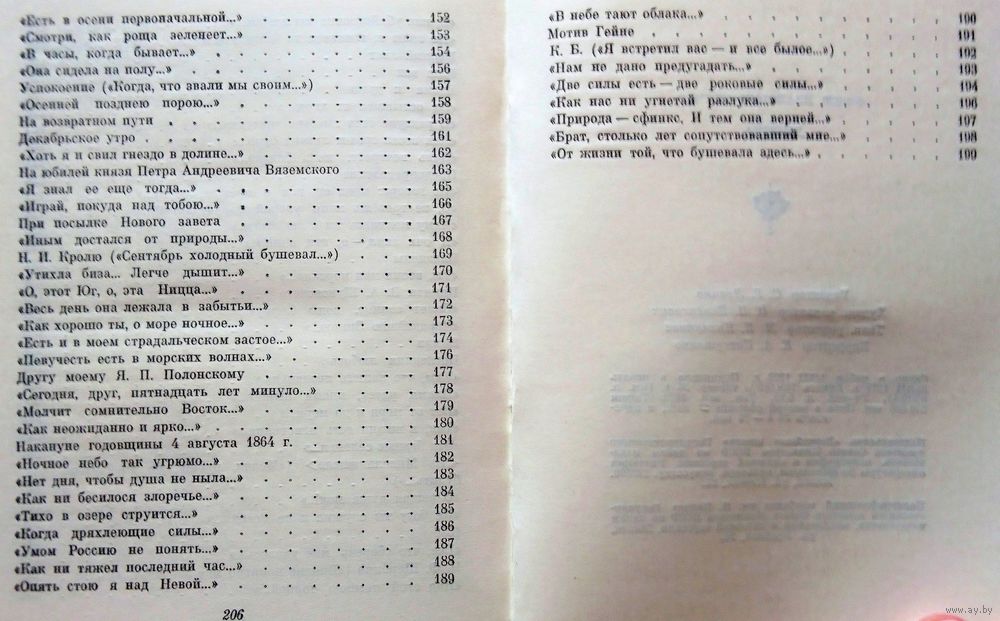 «Есть в осени первоначальной...» 152
«Смотри, как роща зеленеет...» 153
«В часы, когда бывает...» 154
«Она сидела на полу...» 156
Успокоение («Когда, что звали мы своим...») 157
«Осенней позднею порою...» 158
На возвратном пути 159
Декабрьское утро 161
«Хоть я и свил гнездо в долине...» 162
На юбилей князя Петра Андреевича Вяземского 163
«Я знал ее еще тогда...» 165
«Играй, покуда над тобою...» 166
При посылке Нового завета 167
«Иным достался от природы...» 168
Н. И. Кролю («Сентябрь холодный бушевал...») 169
«Утихла биза... Легче дышит...» 170
«О, этот Юг, о, эта Ницца...» 171
«Весь день она лежала в забытьи...» 172
«Как хорошо ты, о море ночное...» 173
«Есть и в моем страдальческом застое...» 174
«Певучесть есть в морских волнах...» 176
Другу моему Я. П. Полонскому 177
«Сегодня, друг, пятнадцать лет минуло...» 178
«Молчит сомнительно Восток...» 179
«Как неожиданно и ярко...» 180
Накануне годовщины 4 августа 1864 г. 181
«Ночное небо так угрюмо...» 182
«Нет дня, чтобы душа не ныла...» 183
«Как ни бесилося злоречье...» 184
«Тихо в озере струится...» 185
«Когда дряхлеющие силы...» 186
«Умом Россию не понять...» 187
«Как ни тяжел последний час...» 188
«Опять стою я над Невой...» 189
206
«В небе тают облака...» 190
Мотив Гейне 191
К. Б. («Я встретил вас — и все былое...») 192
«Нам не дано предугадать...» 193
«Две силы есть — две роковые силы...» 194
«Как нас ни угнетай разлука...» 196
«Природа — сфинкс. И тем она верней...» 197
«Брат, столько лет сопутствовавший мне...» 198
«От жизни той, что бушевала здесь...» 199
www.ay.by